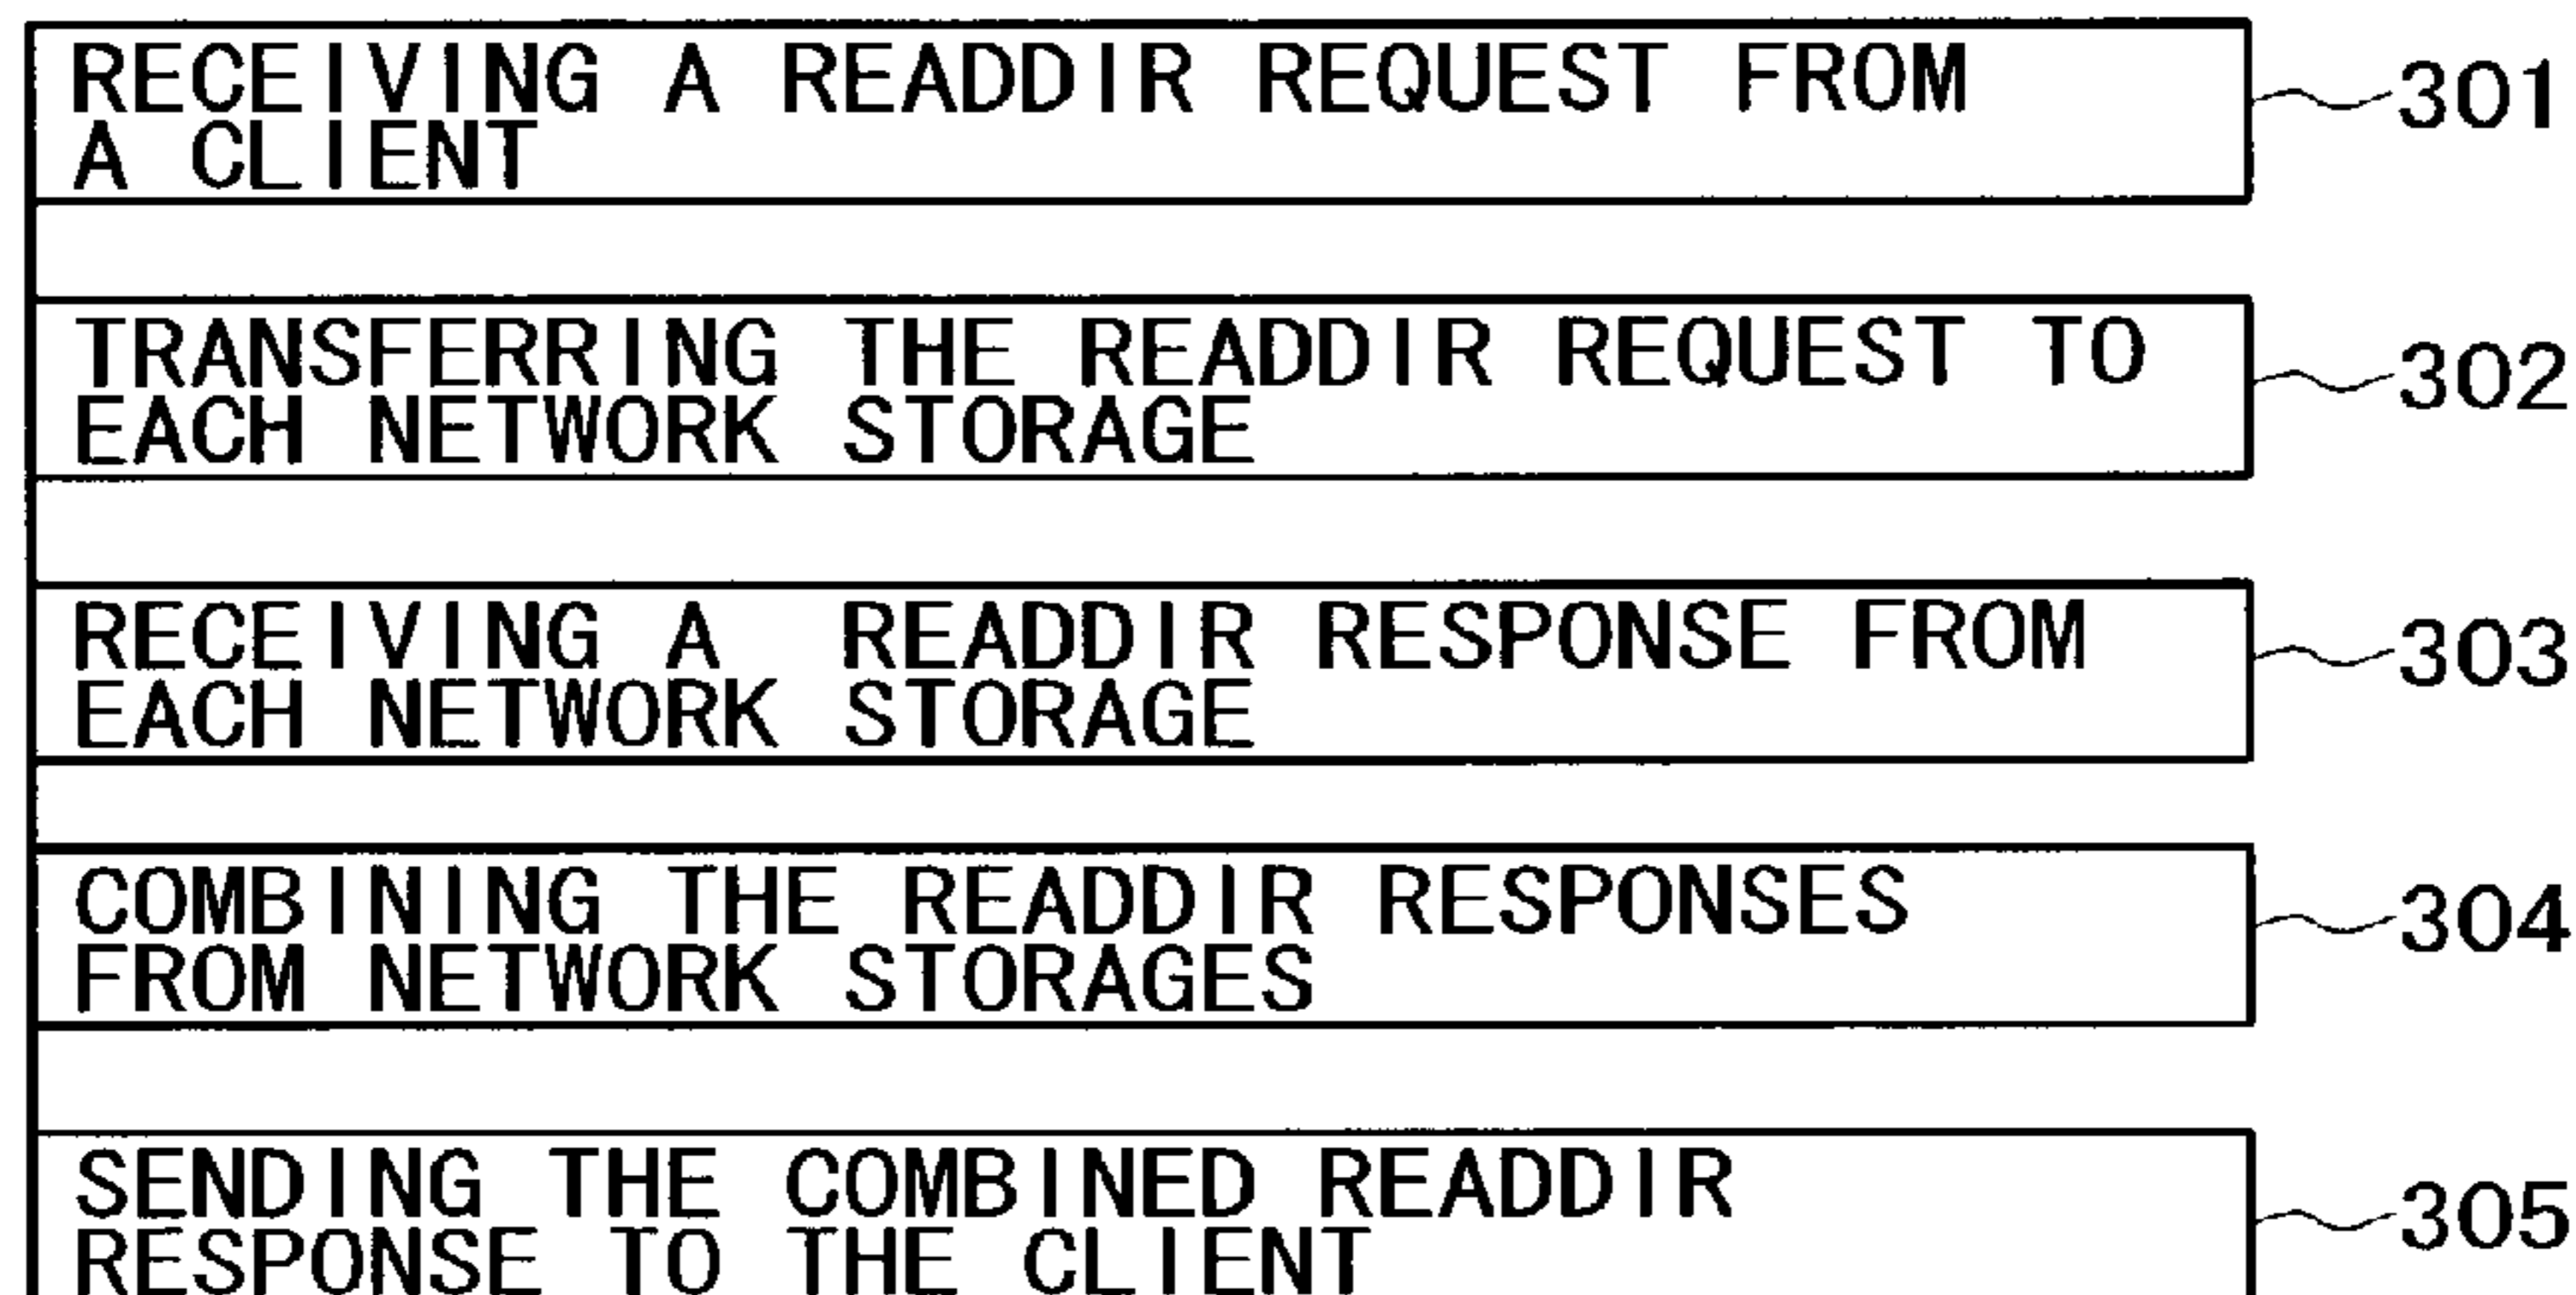 RECEIVING A READDIR REQUEST FROM
A CLIENT
301
TRANSFERRING THE READDIR REQUEST TO
EACH NETWORK STORAGE
302
RECEIVING A READDIR RESPONSE FROM
EACH NETWORK STORAGE
303
COMBINING THE READDIR RESPONSES
FROM NETWORK STORAGES
304
SENDING THE COMBINED READDIR
RESPONSE TO THE CLIENT
305